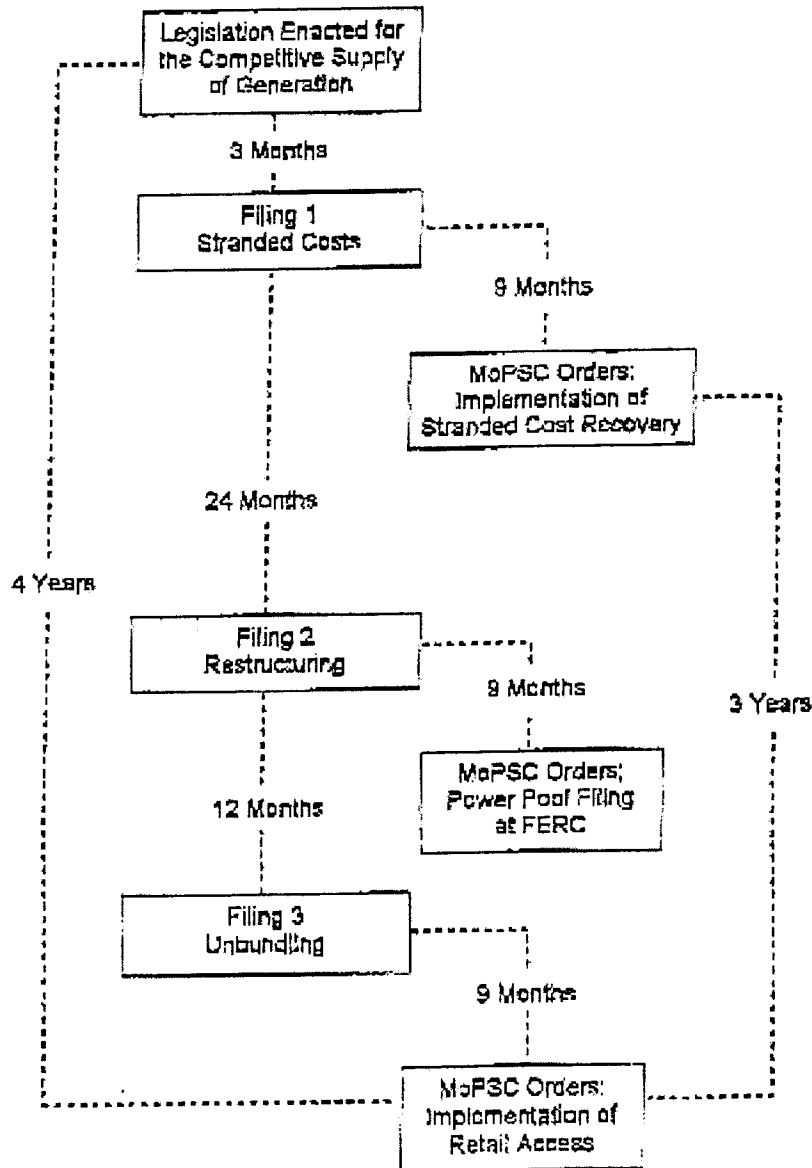 Legislation Enacted for
the Competitive Supply
of Generation
3 Months
Filing 1
Stranded Costs
9 Months
MoPSC Orders:
Implementation of
Stranded Cost Recovery
24 Months
4 Years
Filing 2
Restructuring
9 Months
3 Years
MoPSC Orders;
Power Pool Filing
at FERC
12 Months
Filing 3
Unbundling
9 Months
MoPSC Orders:
Implementation of
Retail Access